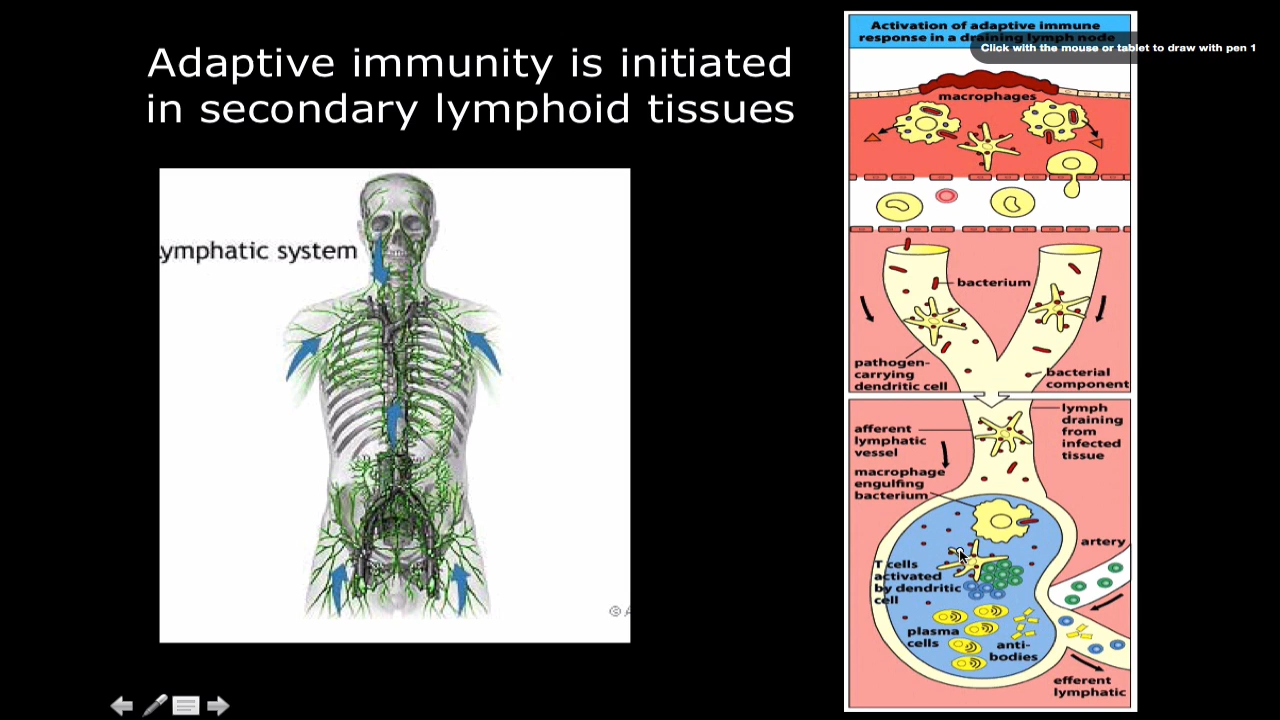 Adaptive immunity is initiated
in secondary lymphoid tissues
ymphatic system
©
Activation of adaptive immune
response in a draining lymph node
Click with the mouse or tablet to draw with pen 1
macrophages
bacterium
pathogen-
carrying
dendritic cell
bacterial
component
afferent
lymphatic
vessel
lymph
draining
from
infected
tissue
macrophage
engulfing
bacterium
artery
T cells
activated
by dendritic
cell
plasma
cells
anti-
bodies
efferent
lymphatic